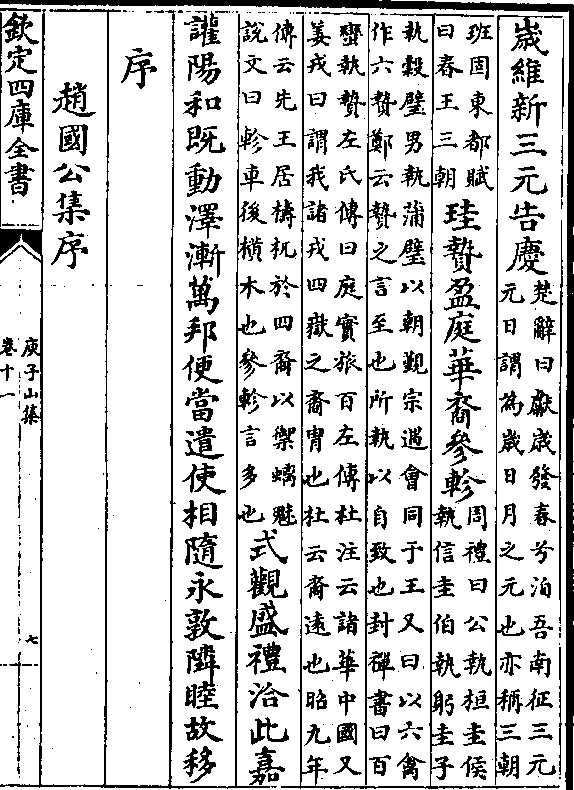 歲維新三元告慶楚辭曰獻歲發春兮汨吾南征三元
元日謂為歲日月之元也亦稱三朝
班固東都賦
曰春王三朝珪贄盈庭華裔參軫周禮曰公執桓圭侯
執信圭伯執躬圭子
執穀璧男執蒲璧以朝覲宗遇會同于王又曰以六禽
作六贄鄭云贄之言至也所執以自致也封禪書曰百
蠻執贄左氏傳曰庭實旅百左傳杜注云諸華中國又
姜戎曰謂我諸戎四嶽之裔胄也杜云裔遠也昭九年
傳云先王居檮杌於四裔以禦螭魅
說文曰軫車後橫木也參軫言多也式觀盛禮洽此嘉
讙陽和既動澤漸萬邦便當遣使相隨永敦隣睦故移
序
趙國公集序
欽定四庫全書
庾子山集
卷十一
七